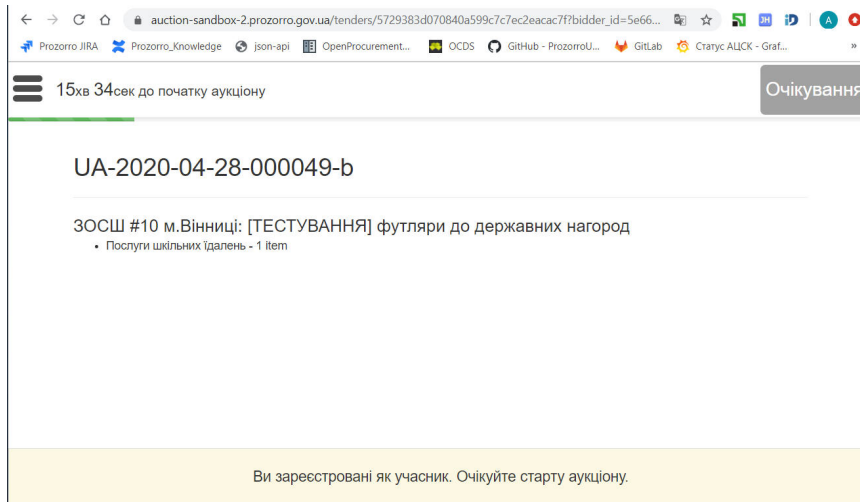 auction-sandbox-2.prozorro.gov.ua/tenders/5729383d070840a599c7c7ec2eacac7f?bidder_id=5e66...
Prozorro JIRA Prozorro_Knowledge json-api OpenProcurement... OCDS GitHub - ProzorroU... GitLab Статус АЦСК - Graf... »
15хв 34сек до початку аукціону
Очікування
UA-2020-04-28-000049-b
ЗОСШ #10 м.Вінниці: [ТЕСТУВАННЯ] футляри до державних нагород
• Послуги шкільних їдалень - 1 item
Ви зареєстровані як учасник. Очікуйте старту аукціону.